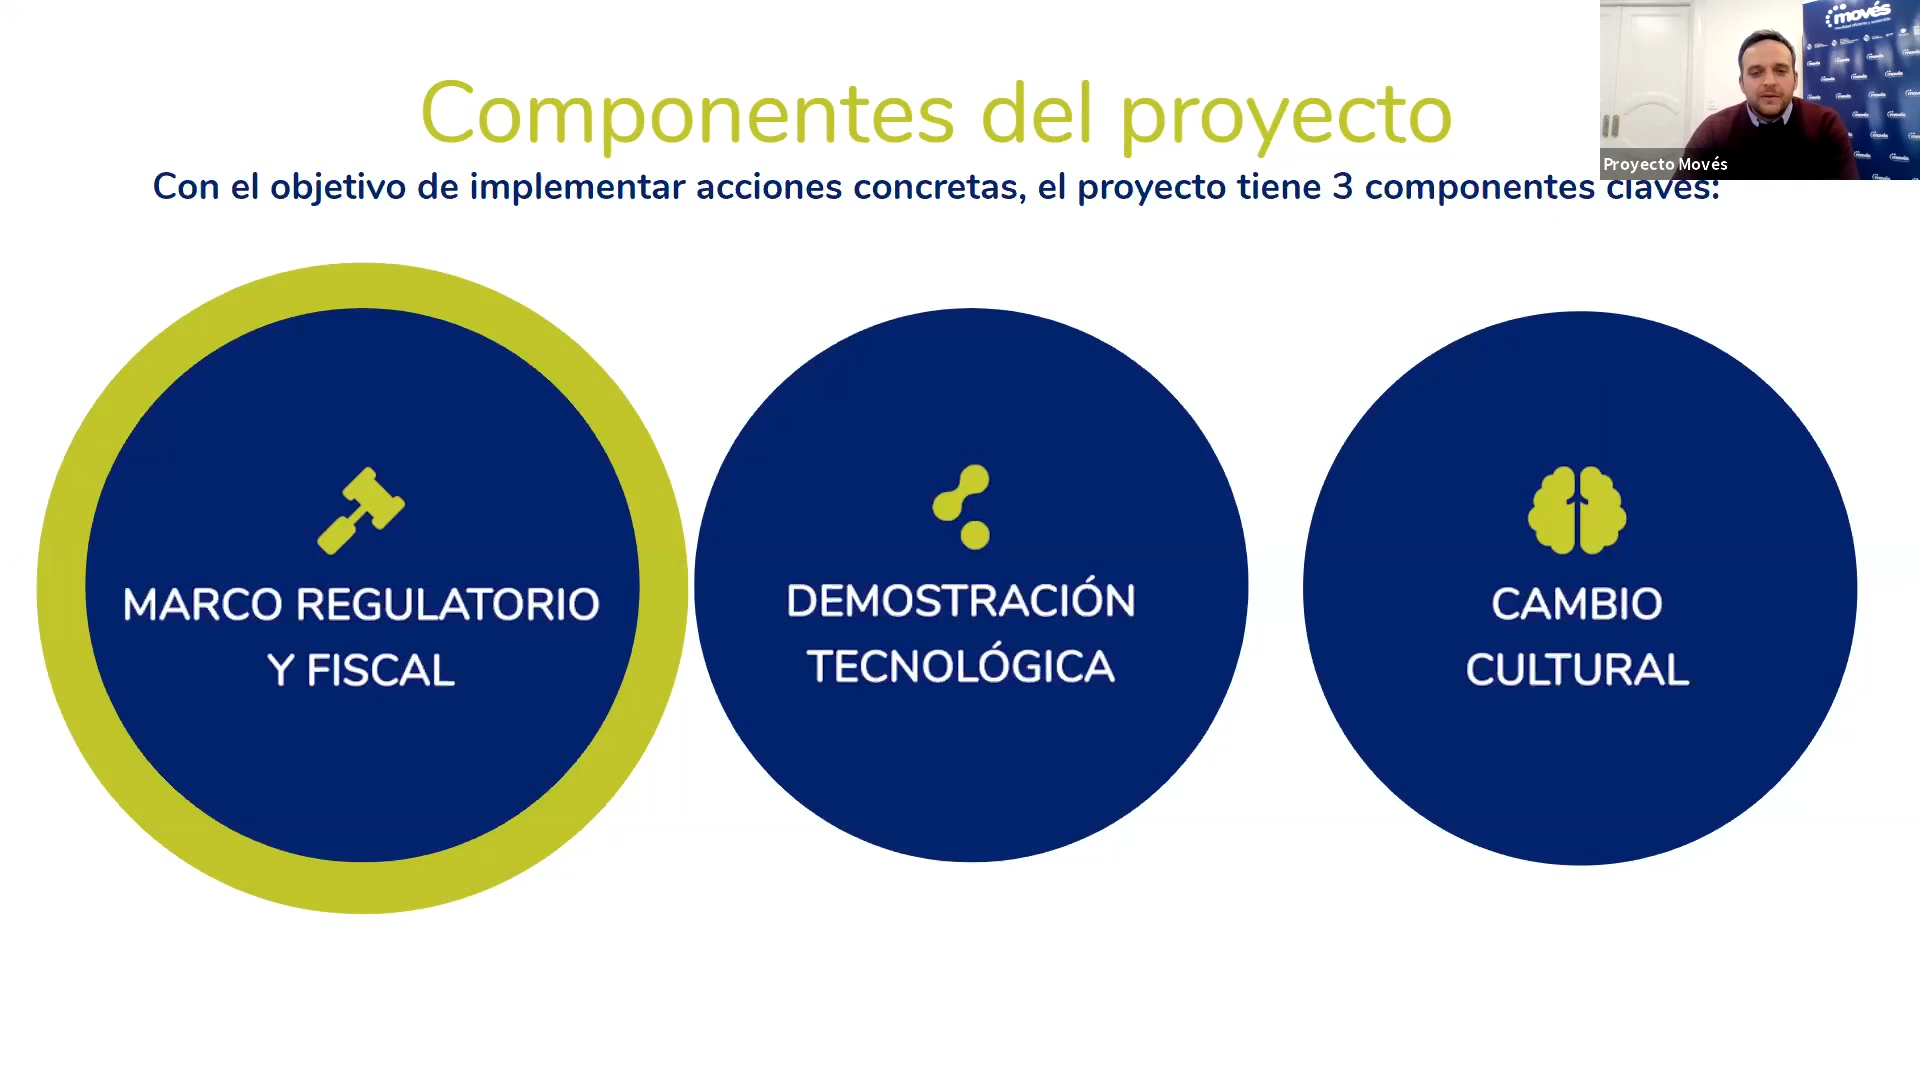 Componentes del proyecto
Con el objetivo de implementar acciones concretas, el proyecto tiene 3 componentes claves:
MARCO REGULATORIO
Y FISCAL
DEMOSTRACIÓN
TECNOLÓGICA
CAMBIO
CULTURAL
movés
Proyecto Movés